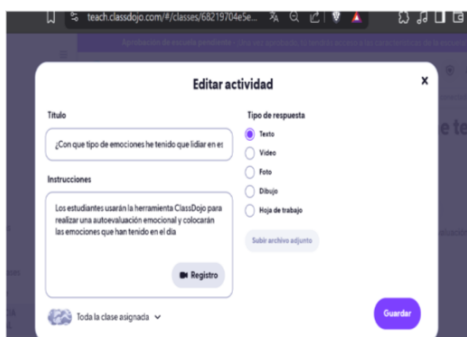 teach.classdojo.com/#/classes/68219704e5e...
Editar actividad
x
Título
¿Con que tipo de emociones he tenido que lidiar en es
Instrucciones
Los estudiantes usarán la herramienta ClassDojo para
realizar una autoevaluación emocional y colocarán
las emociones que han tenido en el dia
Registro
Toda la clase asignada
Tipo de respuesta
Texto
Video
Foto
Dibujo
Hoja de trabajo
Subir archivo adjunto
Guardar